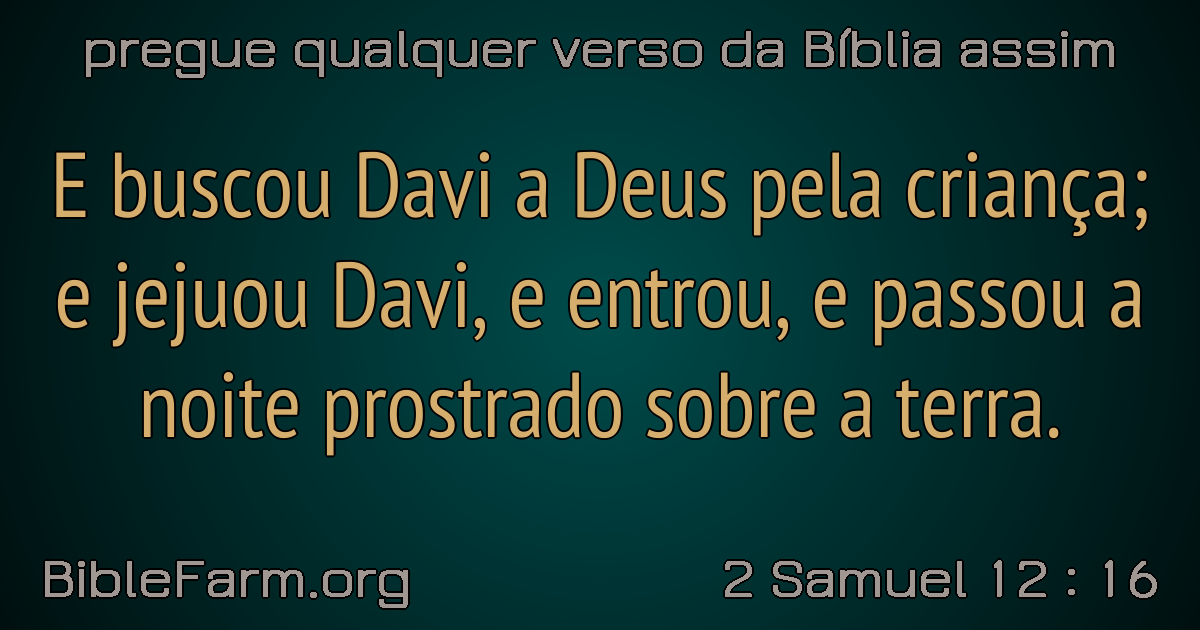 pregue qualquer verso da Bíblia assim
E buscou Davi a Deus pela criança;
e jejuou Davi, e entrou, e passou a
noite prostrado sobre a terra.
BibleFarm.org
2 Samuel 12 : 16